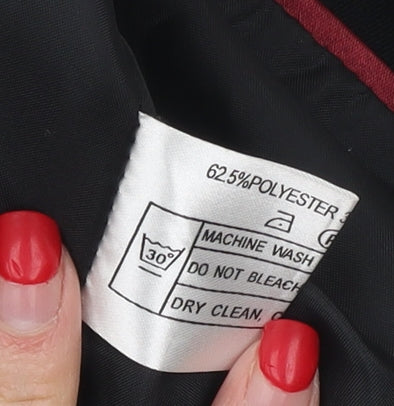 62.5%POLYESTER
P
MACHINE WASH
30°
DO NOT BLEACH
DRY CLEAN,